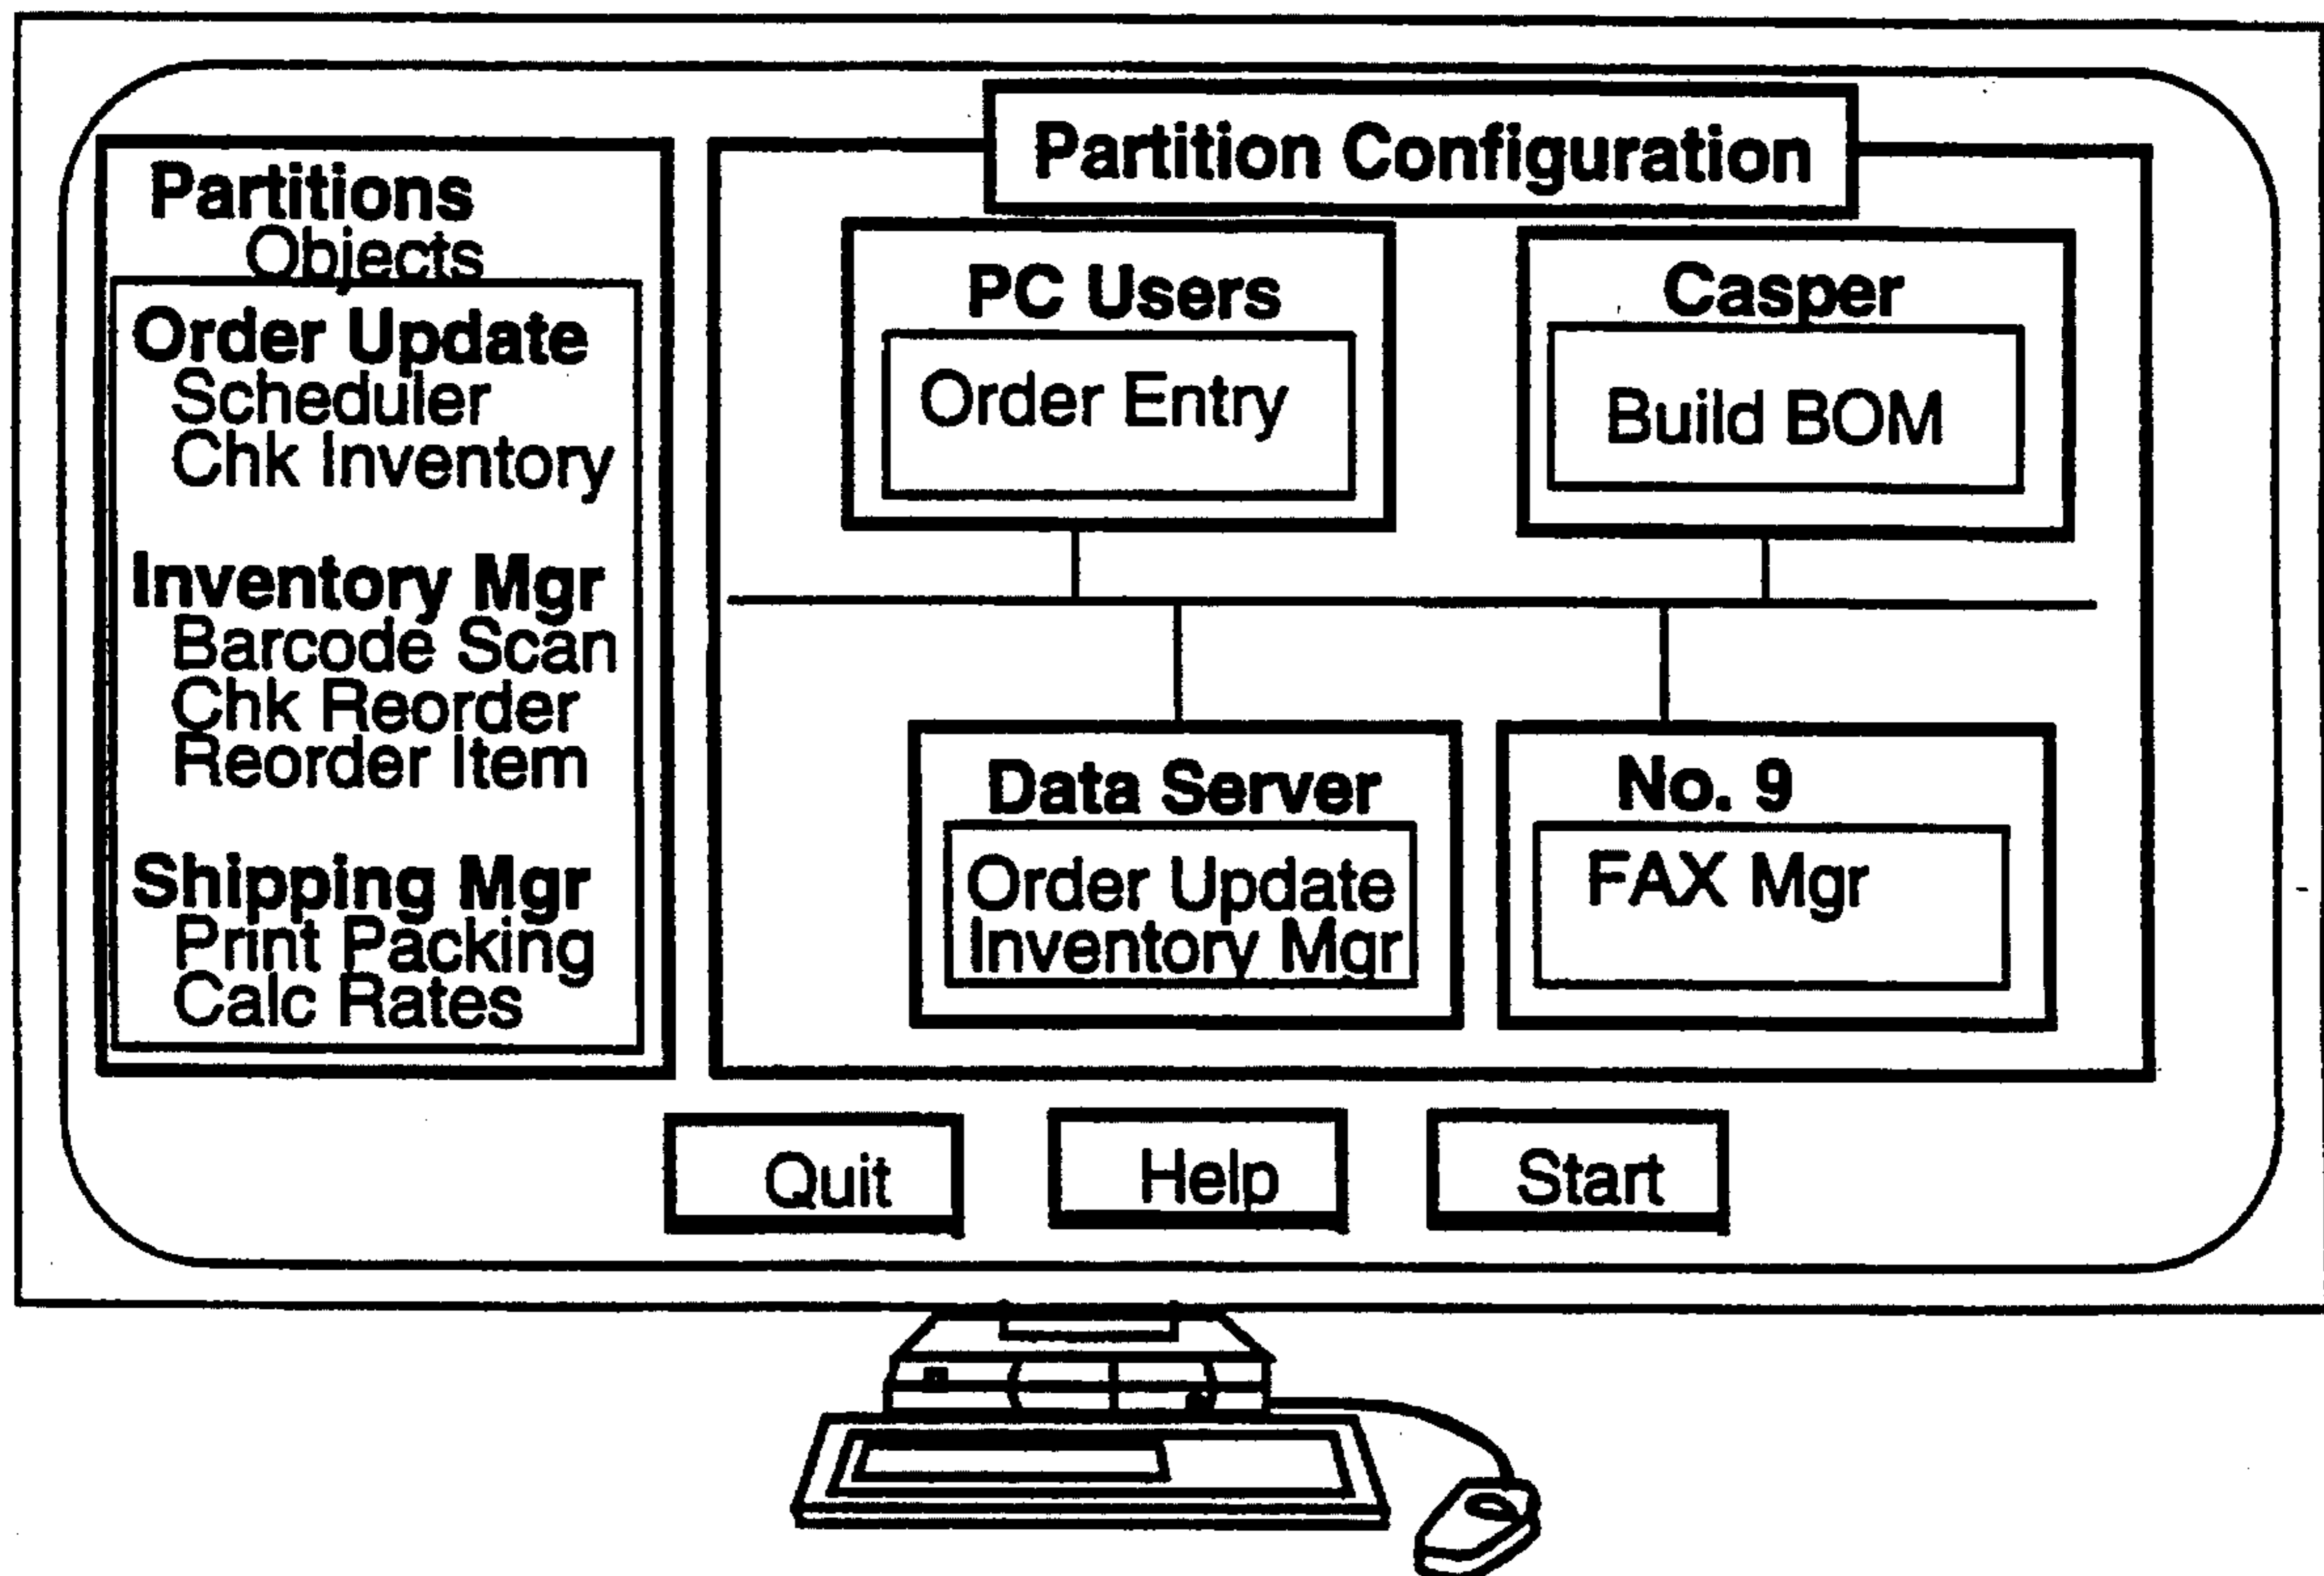 Partition Configuration
Partitions
Objects
Order Update
Scheduler
Chk Inventory
Inventory Mgr
Barcode Scan
Chk Reorder
Reorder Item
Shipping Mgr
Print Packing
Calc Rates
PC Users
Order Entry
Casper
Build BOM
Data Server
Order Update
Inventory Mgr
No. 9
FAX Mgr
Quit
Help
Start